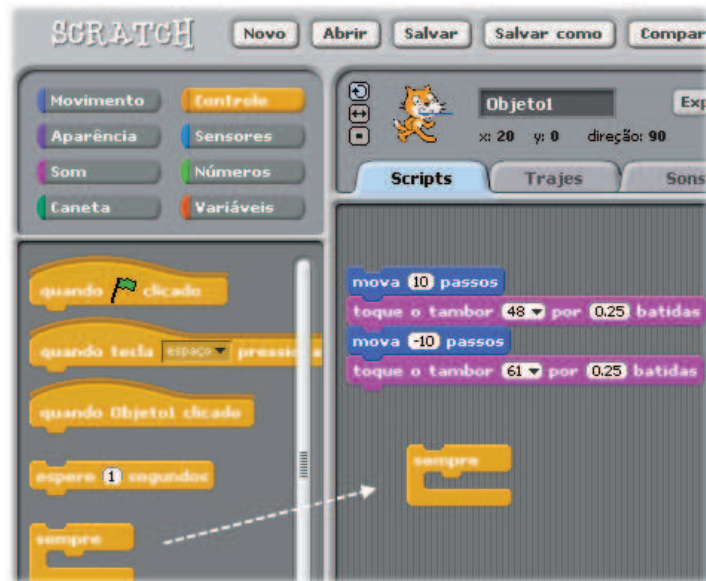 SCRATCH Novo Abrir Salvar Salvar como Compar
Movimento Controle
Aparência Sensores
Som Números
Caneta Variáveis
Objeto1 Exp
x: 20 y: 0 direção: 90
Scripts Trajes Sons
quando clicado
quando tecla espaço pressiona
quando Objeto1 clicado
espere 1 segundos
sempre
mova 10 passos
toque o tambor 48 por 0.25 batidas
mova -10 passos
toque o tambor 61 por 0.25 batidas
sempre